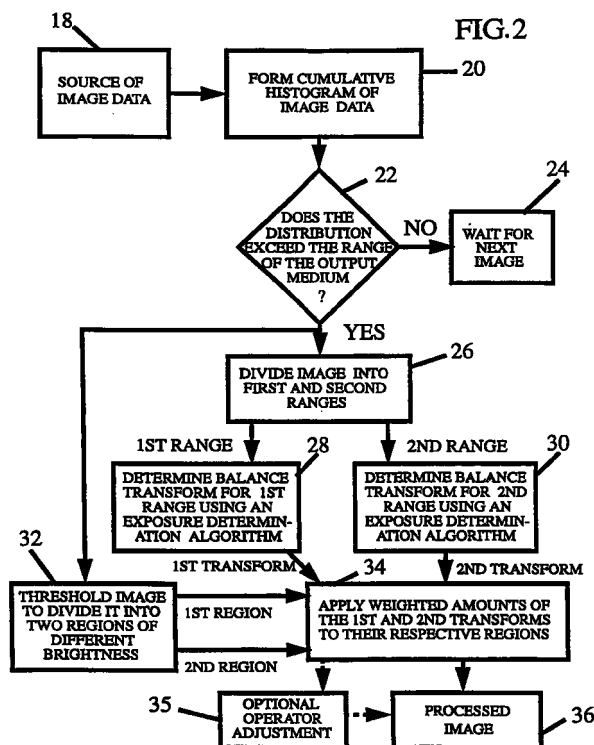 FIG.2
18
SOURCE OF
IMAGE DATA
20
FORM CUMULATIVE
HISTOGRAM OF
IMAGE DATA
22
DOES THE
DISTRIBUTION
EXCEED THE RANGE
OF THE OUTPUT
MEDIUM
?
NO
24
WAIT FOR
NEXT
IMAGE
YES
26
DIVIDE IMAGE INTO
FIRST AND SECOND
RANGES
1ST RANGE
28
2ND RANGE
30
DETERMINE BALANCE
TRANSFORM FOR 1ST
RANGE USING AN
EXPOSURE DETERMIN-
ATION ALGORITHM
DETERMINE BALANCE
TRANSFORM FOR 2ND
RANGE USING AN
EXPOSURE DETERMIN-
ATION ALGORITHM
32
1ST TRANSFORM
34
2ND TRANSFORM
THRESHOLD IMAGE
TO DIVIDE IT INTO
TWO REGIONS OF
DIFFERENT
BRIGHTNESS
1ST REGION
2ND REGION
APPLY WEIGHTED AMOUNTS OF
THE 1ST AND 2ND TRANSFORMS
TO THEIR RESPECTIVE REGIONS
35
OPTIONAL
OPERATOR
ADJUSTMENT
PROCESSED
IMAGE
36